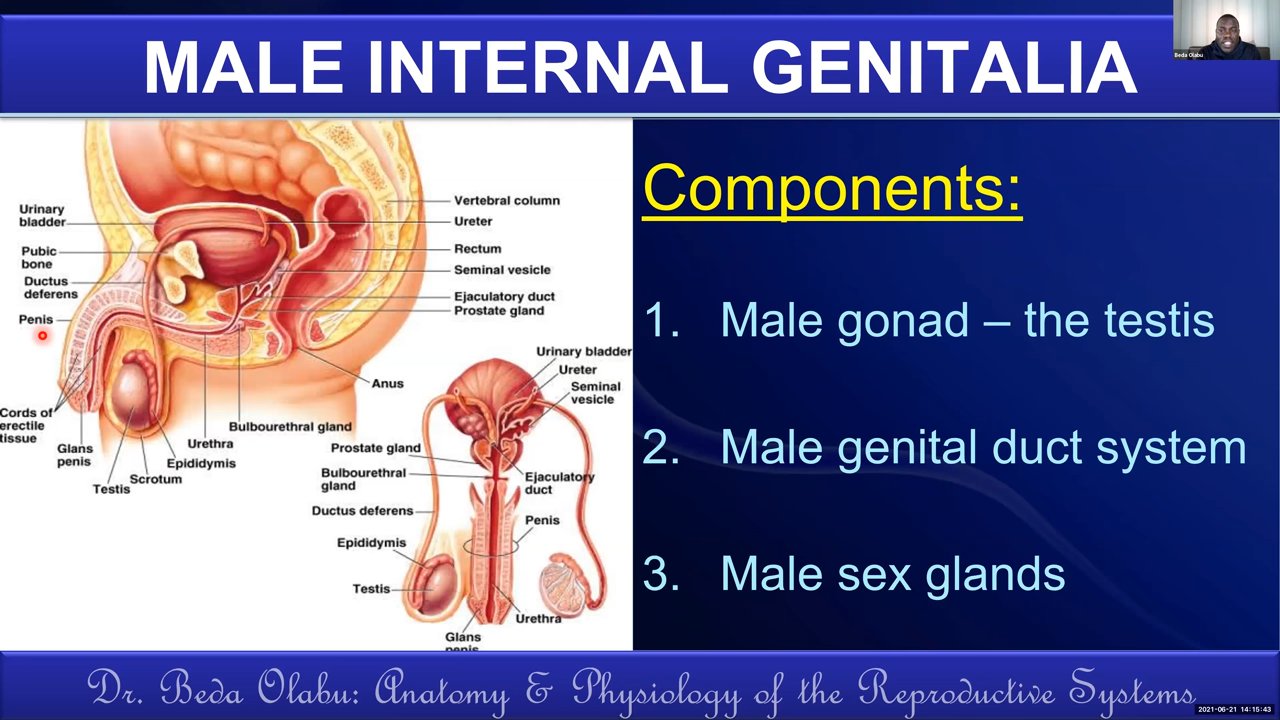 MALE INTERNAL GENITALIA
Beda Olabu
Urinary
bladder
Pubic
bone
Ductus
deferens
Penis
Cords of
erectile
tissue
Glans
penis
Testis
Scrotum
Epididymis
Urethra
Bulbourethral gland
Anus
Vertebral column
Ureter
Rectum
Seminal vesicle
Ejaculatory duct
Prostate gland
Urinary bladder
Ureter
Seminal
vesicle
Prostate gland
Bulbourethral
gland
Ejaculatory
duct
Ductus deferens
Penis
Epididymis
Testis
Urethra
Glans
penis
Components:
1. Male gonad – the testis
2. Male genital duct system
3. Male sex glands
Dr. Beda Olabu: Anatomy & Physiology of the Reproductive Systems
2021-06-21 14:15:43